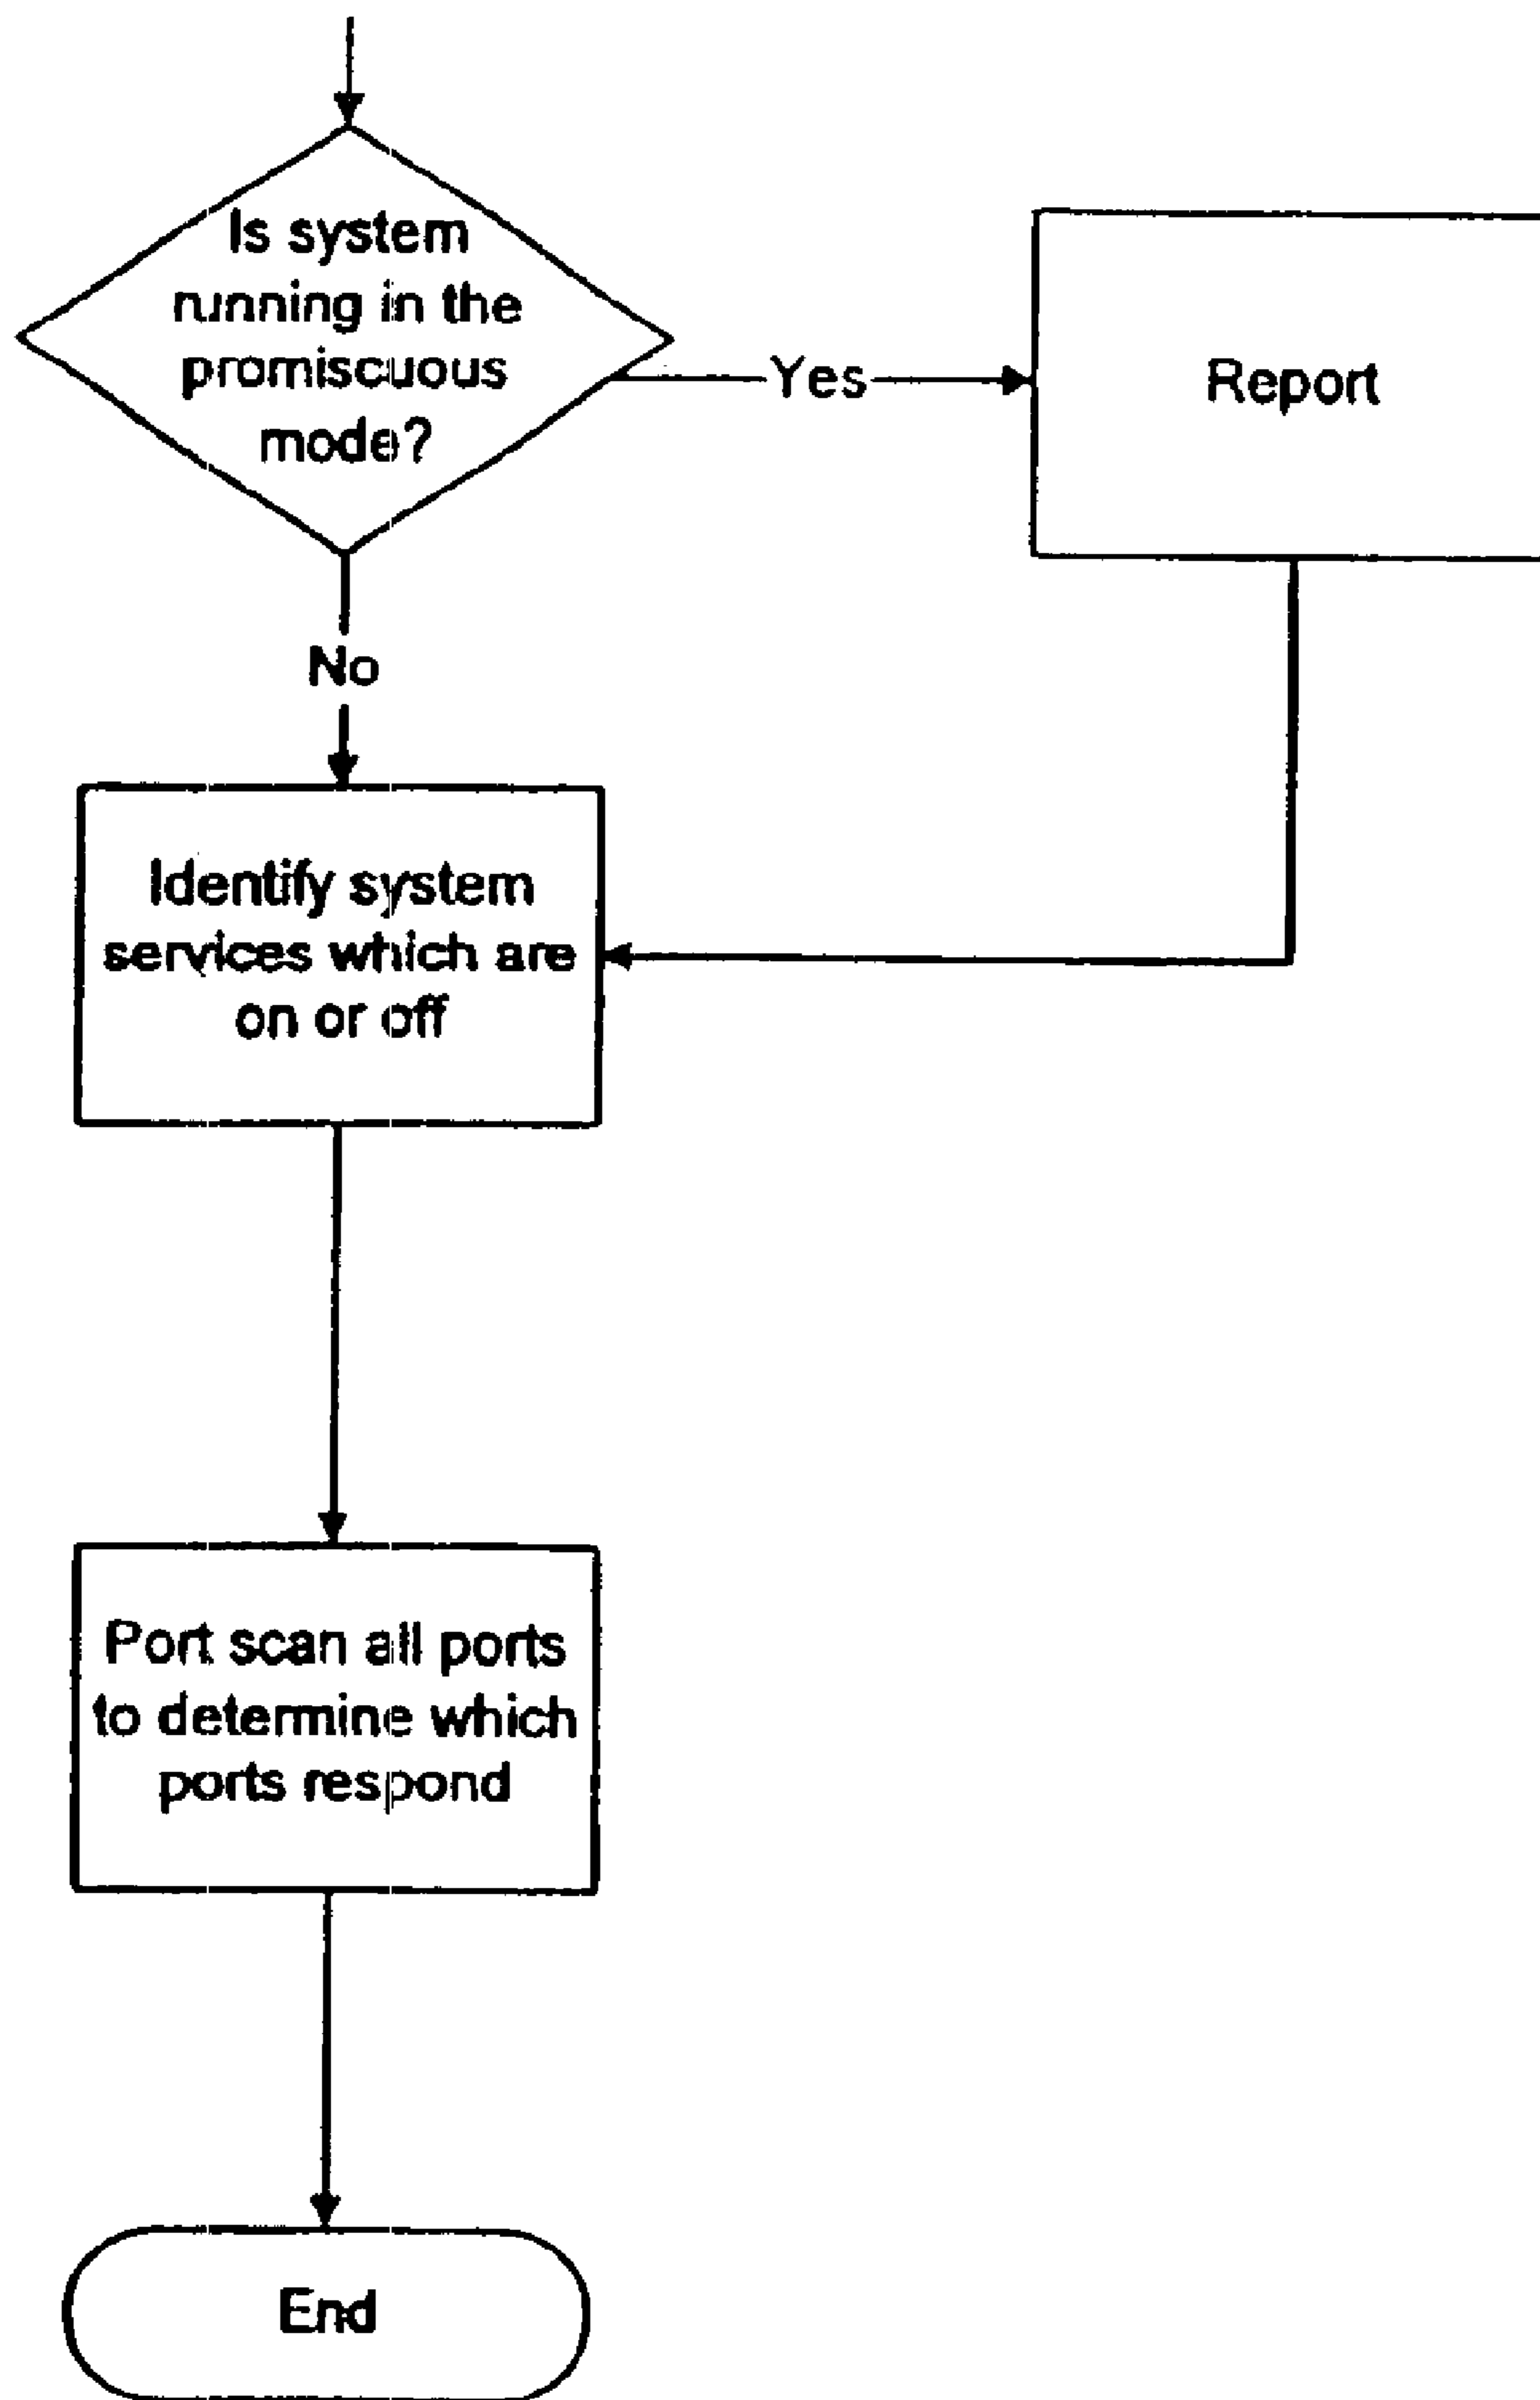 Is system
running in the
promiscuous
mode?
Yes
Report
No
Identify system
services which are
on or off
Port scan all ports
to determine which
ports respond
End